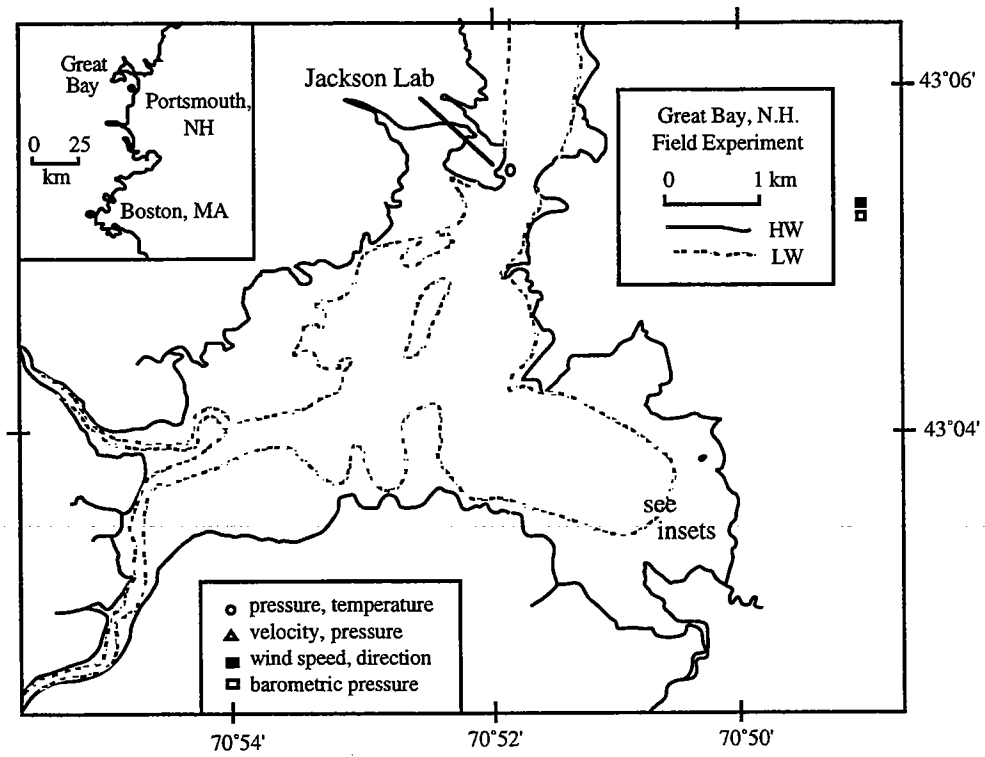 Great
Bay
Portsmouth,
NH
0 25
km
Boston, MA
Jackson Lab
Great Bay, N.H.
Field Experiment
0 1 km
HW
LW
43°06'
43°04'
see
insets
pressure, temperature
velocity, pressure
wind speed, direction
barometric pressure
70°54'
70°52'
70°50'